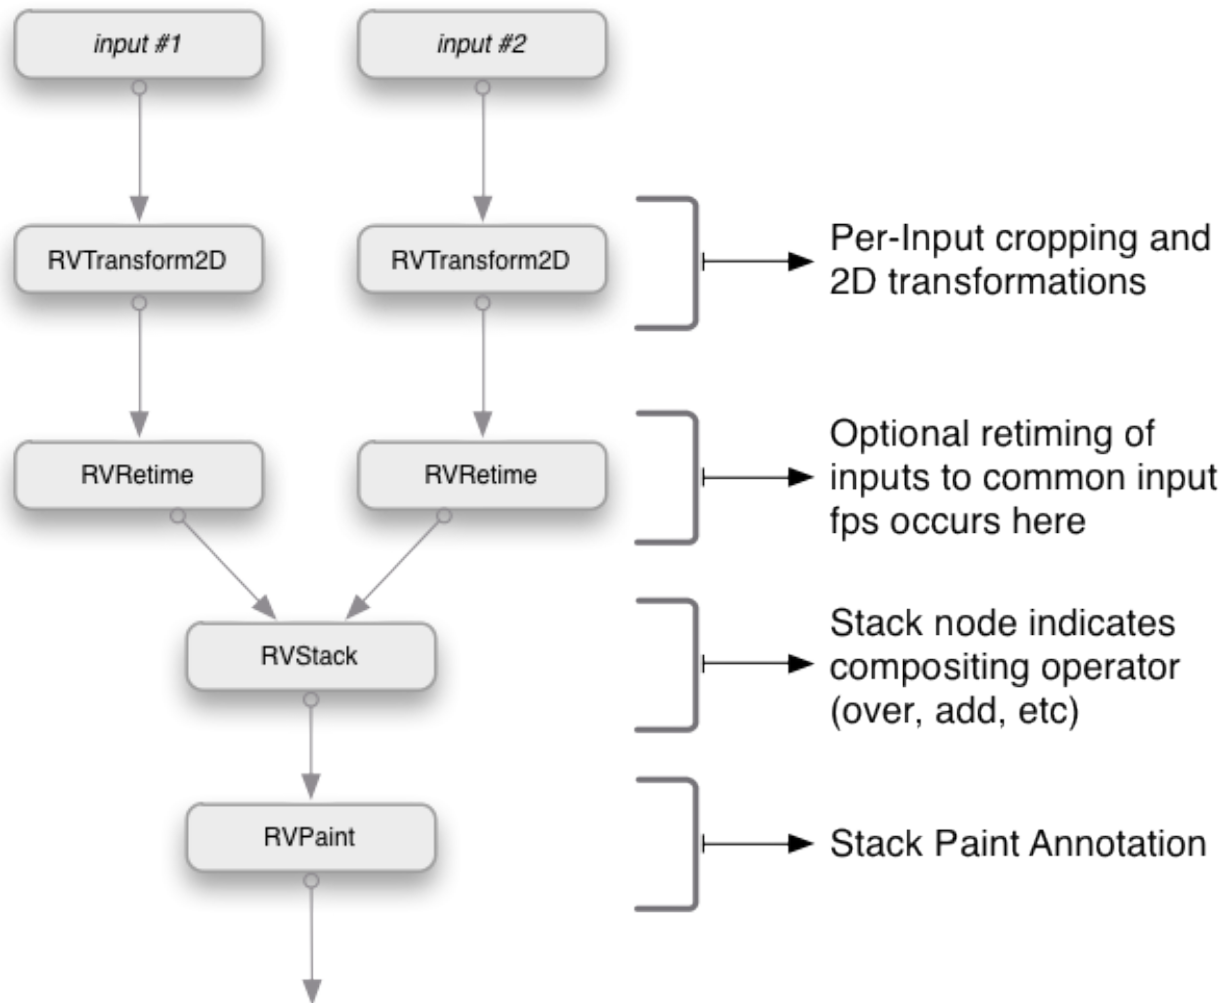 input #1
input #2
RVTransform2D
RVTransform2D
Per-Input cropping and
2D transformations
RVRetime
RVRetime
Optional retiming of
inputs to common input
fps occurs here
RVStack
Stack node indicates
compositing operator
(over, add, etc)
RVPaint
Stack Paint Annotation